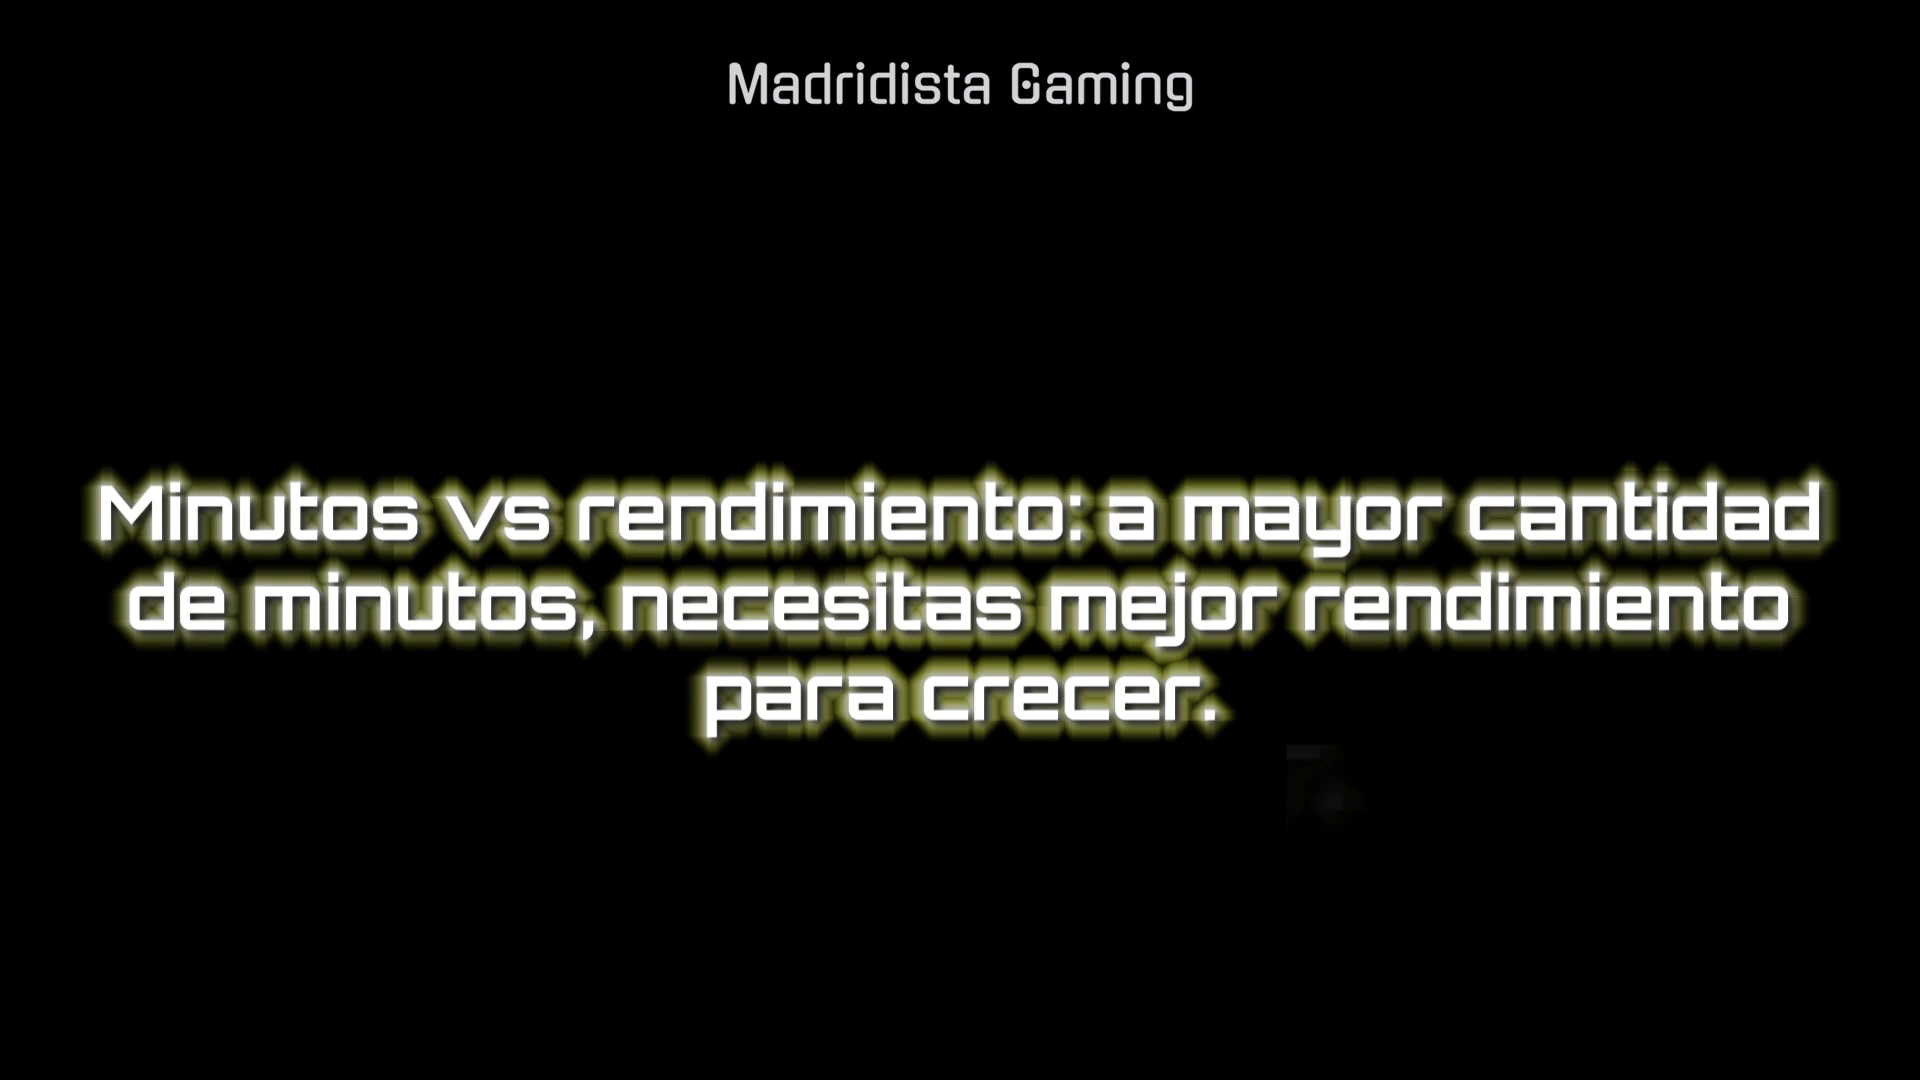 Madridista Gaming
Minutos vs rendimiento: a mayor cantidad
de minutos, necesitas mejor rendimiento
para crecer.